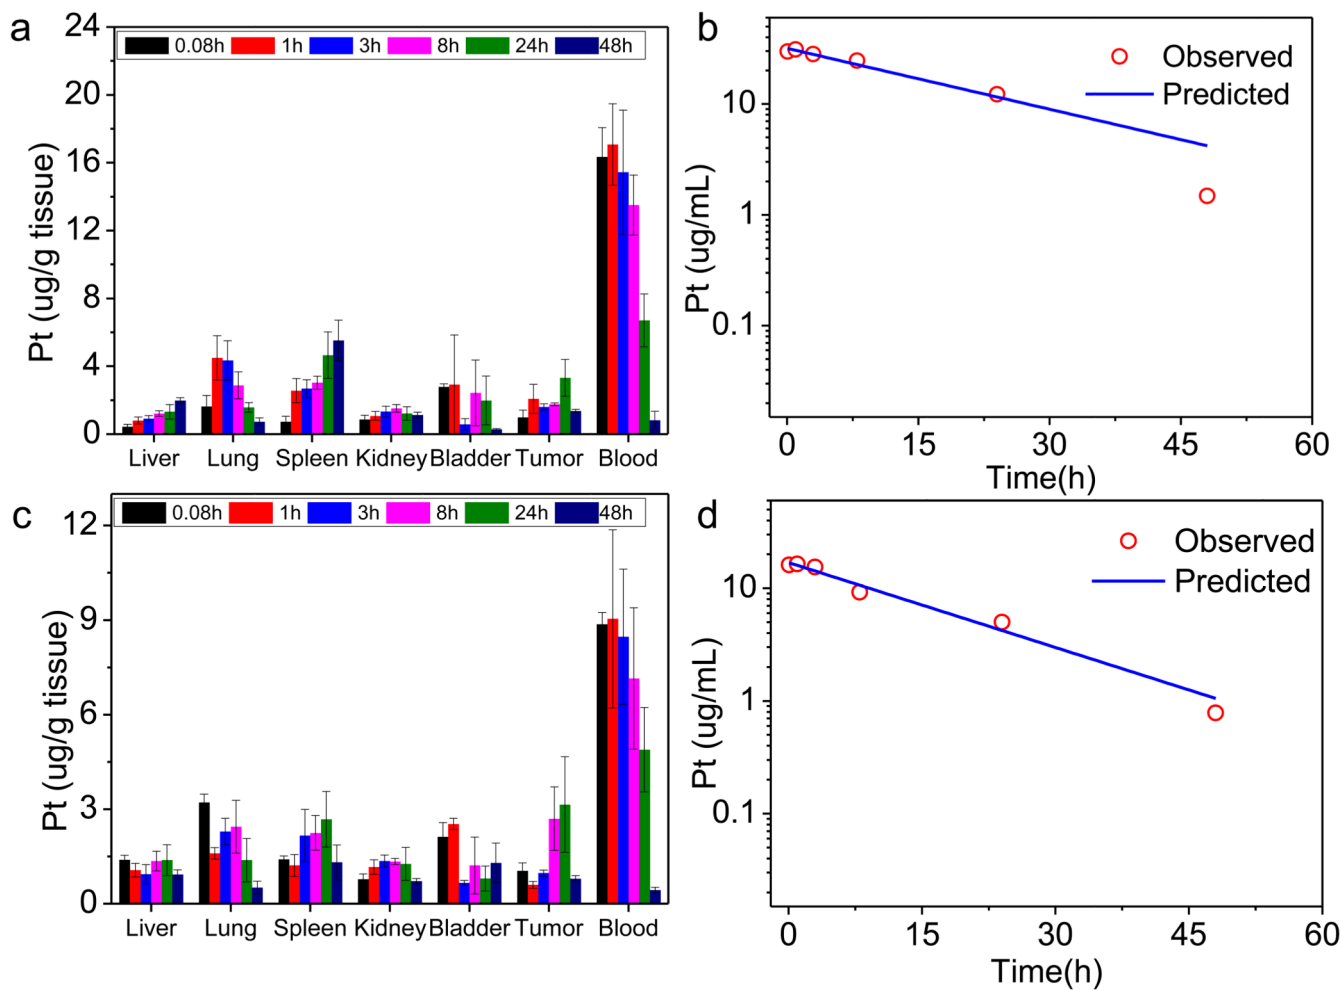 a
24
20
16
12
8
4
0
Pt (ug/g tissue)
0.08h 1h 3h 8h 24h 48h
Liver Lung Spleen Kidney Bladder Tumor Blood
b
10
1
0.1
Pt (ug/mL)
Observed
Predicted
0 15 30 45 60
Time(h)
c
12
9
6
3
0
Pt (ug/g tissue)
0.08h 1h 3h 8h 24h 48h
Liver Lung Spleen Kidney Bladder Tumor Blood
d
10
1
0.1
Pt (ug/mL)
Observed
Predicted
0 15 30 45 60
Time(h)